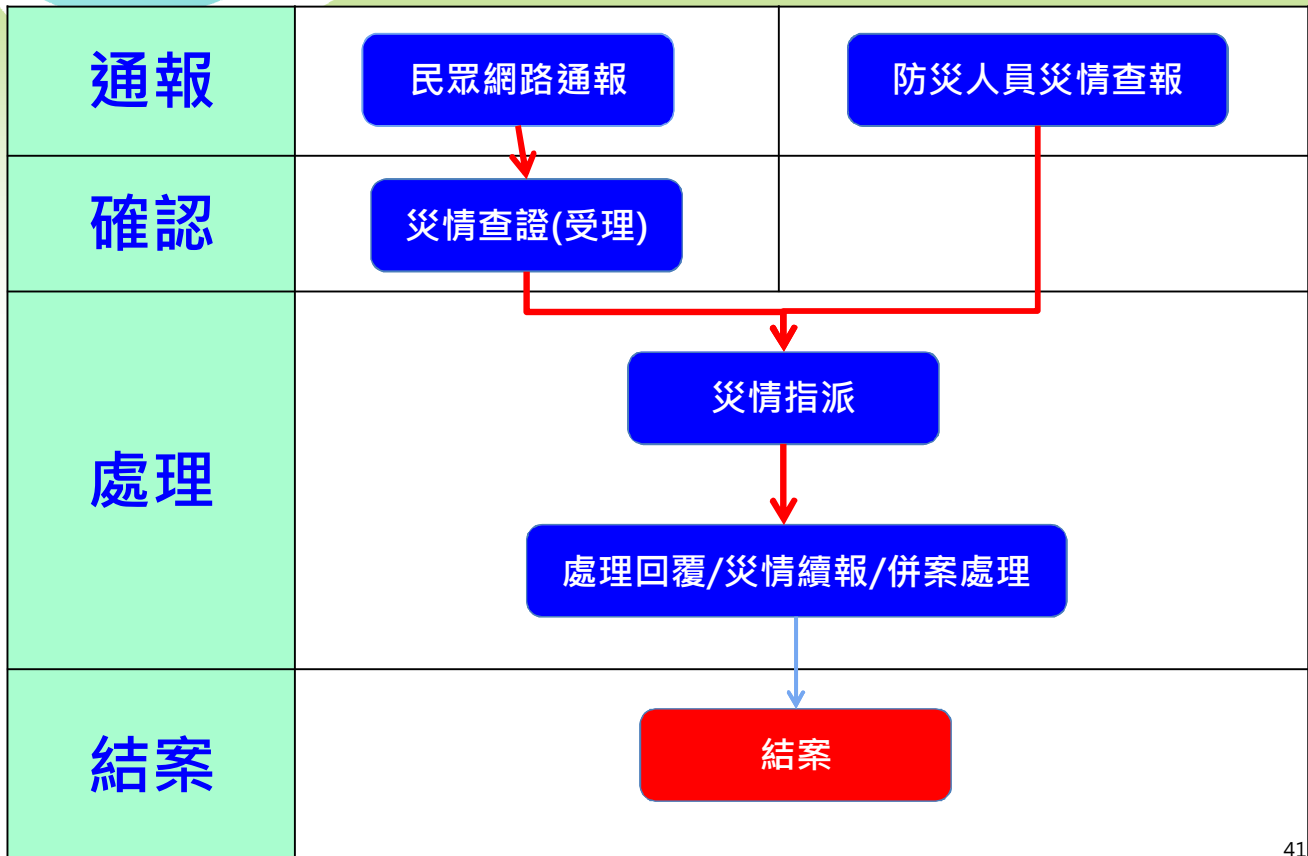 通報
民眾網路通報
防災人員災情查報
確認
災情查證(受理)
處理
災情指派
處理回覆/災情續報/併案處理
結案
結案
41